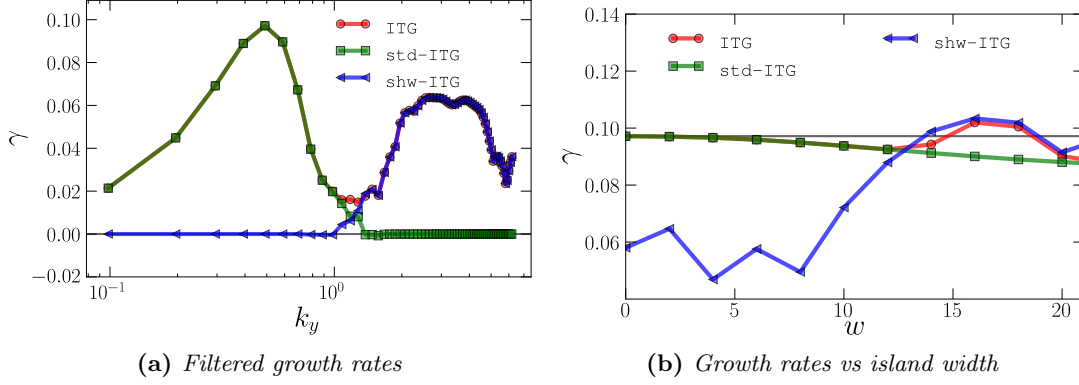 0.10
0.08
0.06
0.04
0.02
0.00
−0.02
γ
ITG
std-ITG
shw-ITG
10⁻¹
10⁰
k_y
(a) Filtered growth rates
0.14
0.12
0.10
0.08
0.06
γ
ITG
std-ITG
shw-ITG
0
5
10
15
20
w
(b) Growth rates vs island width